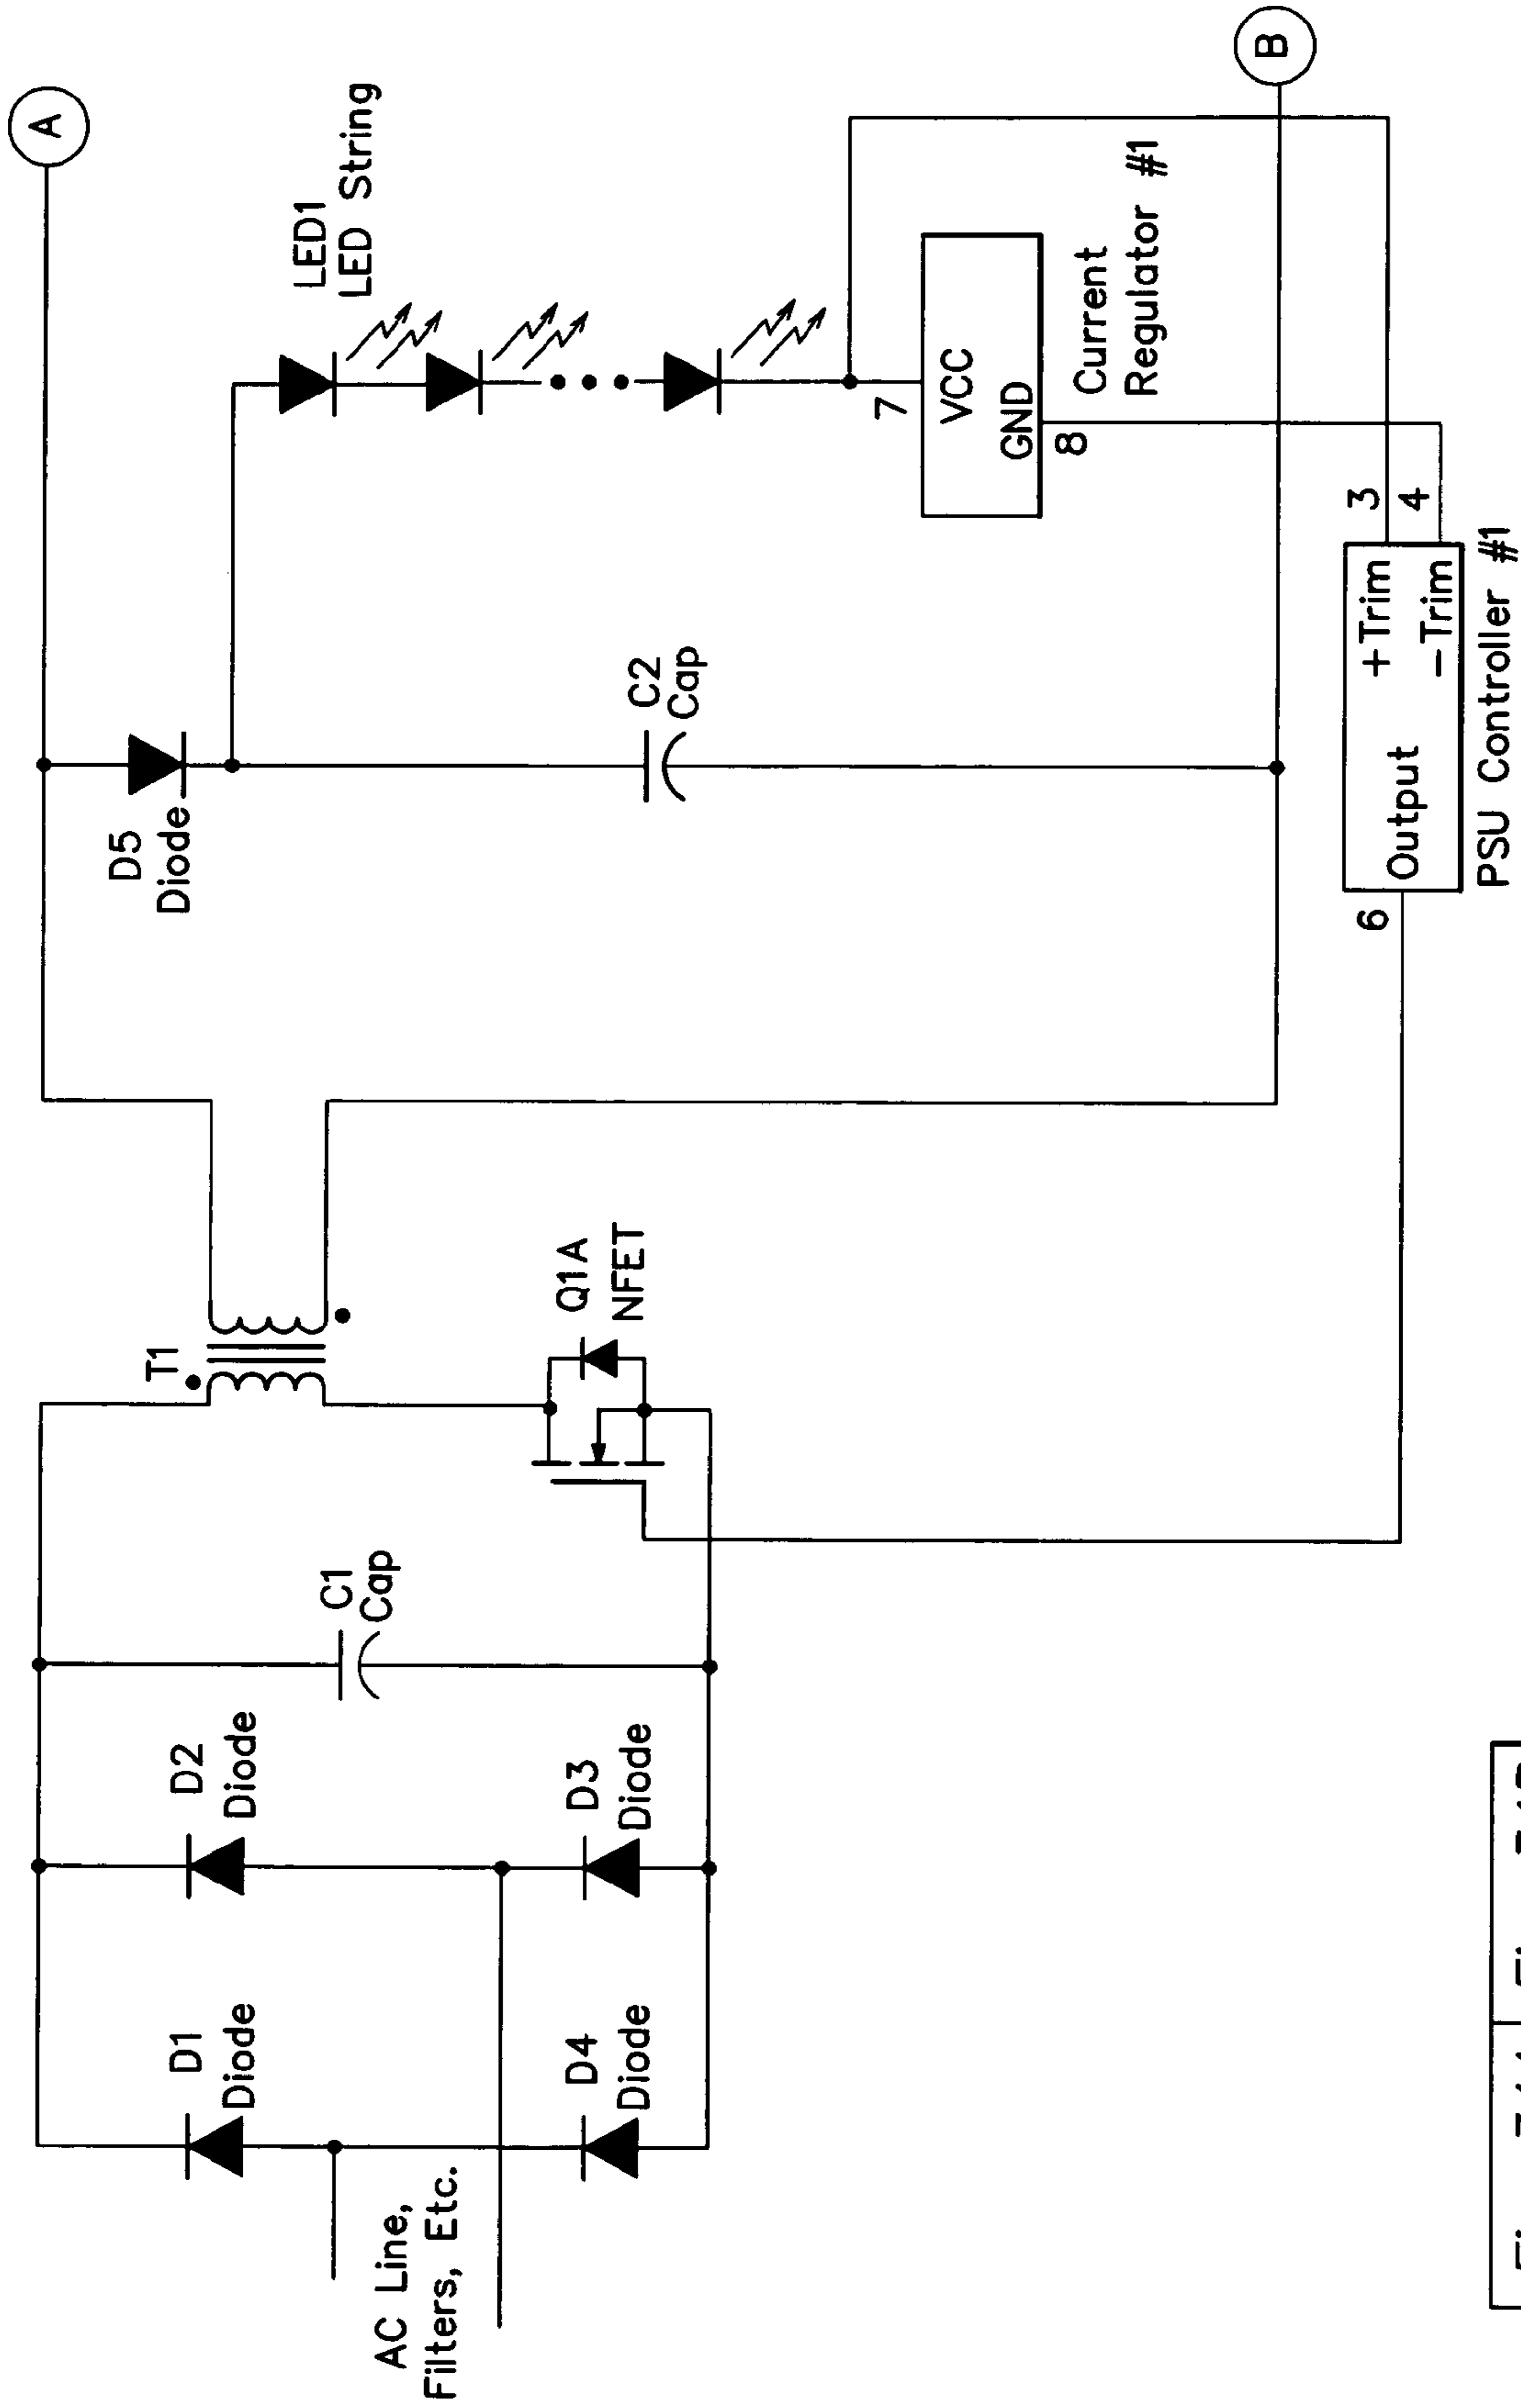 A
B
LED1
LED String
D5
Diode
C2
Cap
7
VCC
GND
8
Current
Regulator #1
T1
Q1A
NFET
C1
Cap
D2
Diode
D1
Diode
D3
Diode
D4
Diode
AC Line,
Filters, Etc.
6
Output
+Trim
-Trim
3
4
PSU Controller #1